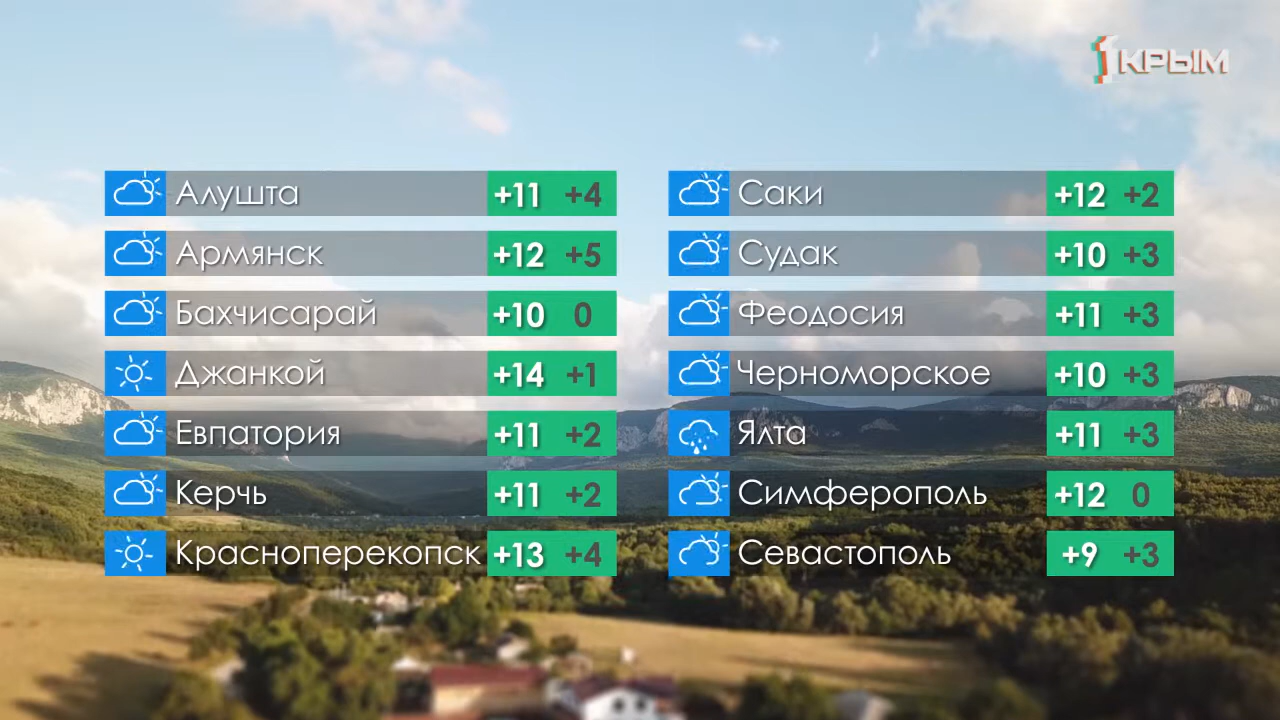 1 КРЫМ
Алушта +11 +4
Армянск +12 +5
Бахчисарай +10 0
Джанкой +14 +1
Евпатория +11 +2
Керчь +11 +2
Красноперекопск +13 +4
Саки +12 +2
Судак +10 +3
Феодосия +11 +3
Черноморское +10 +3
Ялта +11 +3
Симферополь +12 0
Севастополь +9 +3